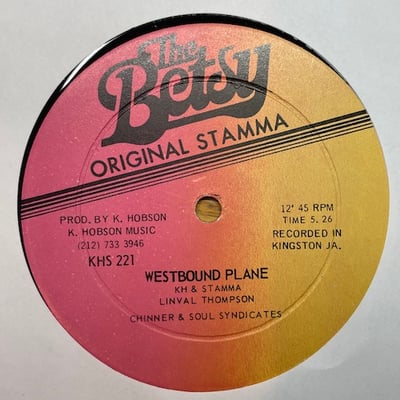 The
Betsy
ORIGINAL STAMMA
PROD. BY K. HOBSON
K. HOBSON MUSIC
(212) 733 3946
KHS 221
12' 45 RPM
TIME 5. 26
RECORDED IN
KINGSTON JA.
WESTBOUND PLANE
KH & STAMMA
LINVAL THOMPSON
CHINNER & SOUL SYNDICATES